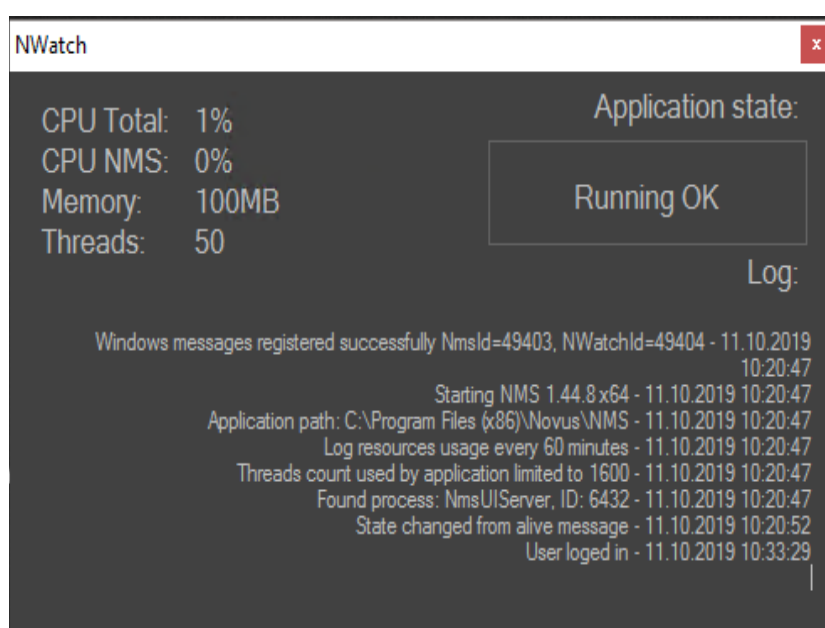 NWatch
x
CPU Total: 1%
CPU NMS: 0%
Memory: 100MB
Threads: 50
Application state:
Running OK
Log:
Windows messages registered successfully NmsId=49403, NWatchId=49404 - 11.10.2019
10:20:47
Starting NMS 1.44.8 x64 - 11.10.2019 10:20:47
Application path: C:\Program Files (x86)\Novus\NMS - 11.10.2019 10:20:47
Log resources usage every 60 minutes - 11.10.2019 10:20:47
Threads count used by application limited to 1600 - 11.10.2019 10:20:47
Found process: NmsUIServer, ID: 6432 - 11.10.2019 10:20:47
State changed from alive message - 11.10.2019 10:20:52
User loged in - 11.10.2019 10:33:29